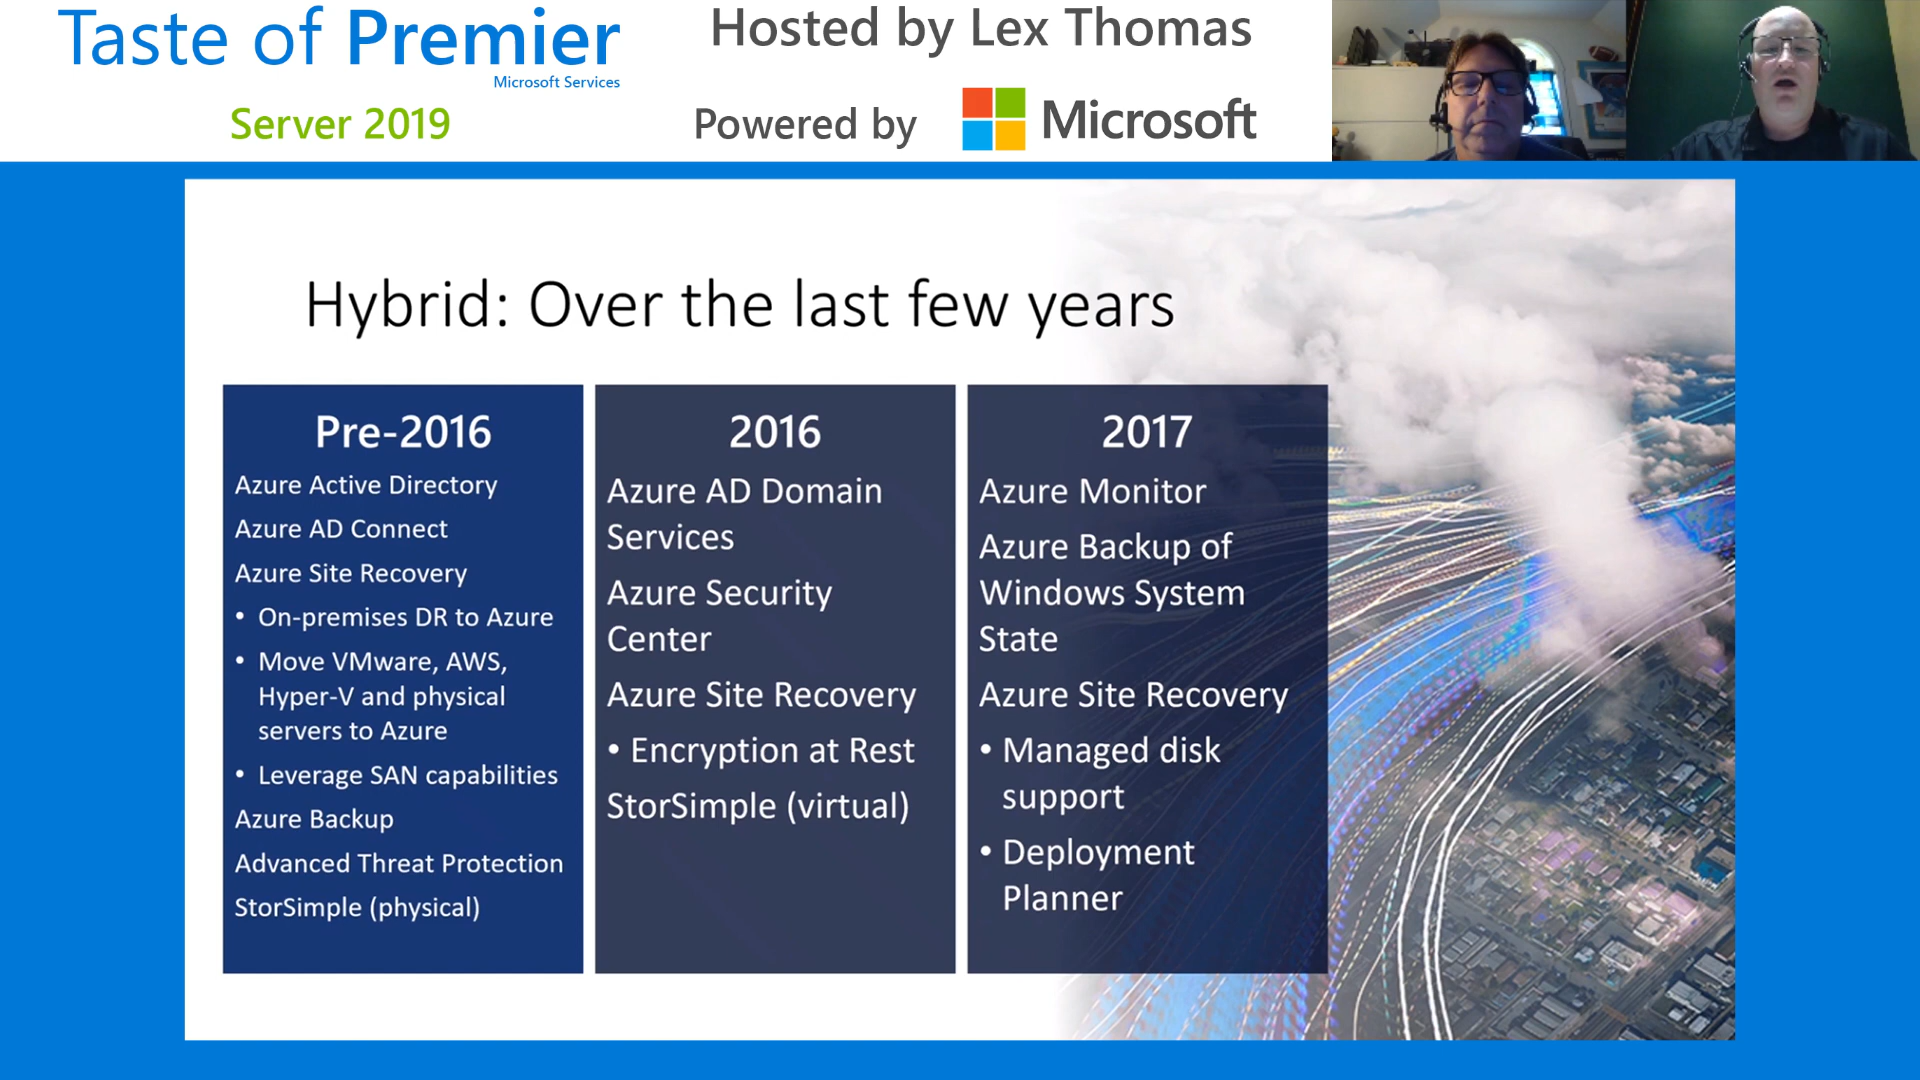 Taste of Premier
Microsoft Services
Server 2019
Hosted by Lex Thomas
Powered by Microsoft
Hybrid: Over the last few years
Pre-2016
Azure Active Directory
Azure AD Connect
Azure Site Recovery
• On-premises DR to Azure
• Move VMware, AWS,
Hyper-V and physical
servers to Azure
• Leverage SAN capabilities
Azure Backup
Advanced Threat Protection
StorSimple (physical)
2016
Azure AD Domain
Services
Azure Security
Center
Azure Site Recovery
• Encryption at Rest
StorSimple (virtual)
2017
Azure Monitor
Azure Backup of
Windows System
State
Azure Site Recovery
• Managed disk
support
• Deployment
Planner